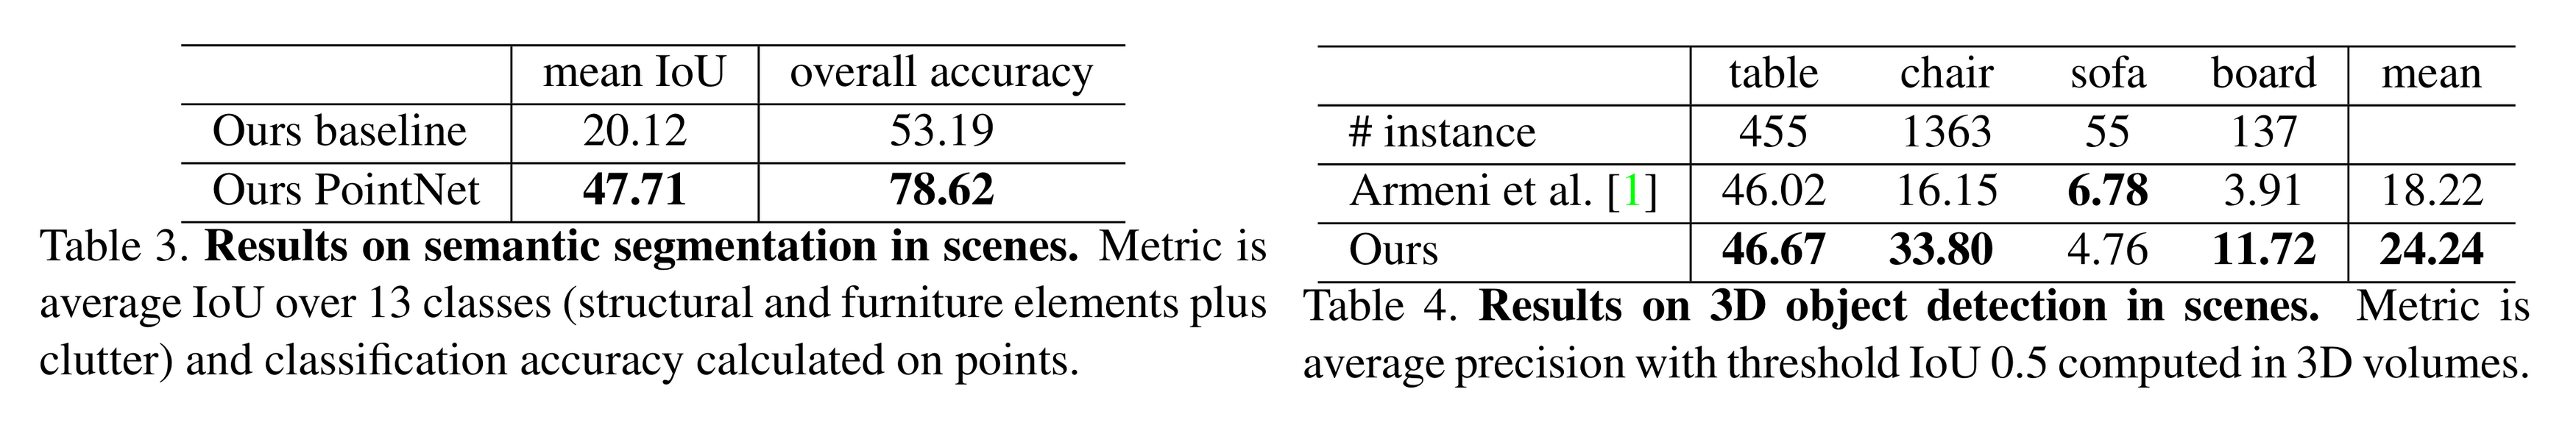 mean IoU overall accuracy
Ours baseline 20.12 53.19
Ours PointNet 47.71 78.62
Table 3. Results on semantic segmentation in scenes. Metric is
average IoU over 13 classes (structural and furniture elements plus
clutter) and classification accuracy calculated on points.
table chair sofa board mean
# instance 455 1363 55 137
Armeni et al. [1] 46.02 16.15 6.78 3.91 18.22
Ours 46.67 33.80 4.76 11.72 24.24
Table 4. Results on 3D object detection in scenes. Metric is
average precision with threshold IoU 0.5 computed in 3D volumes.